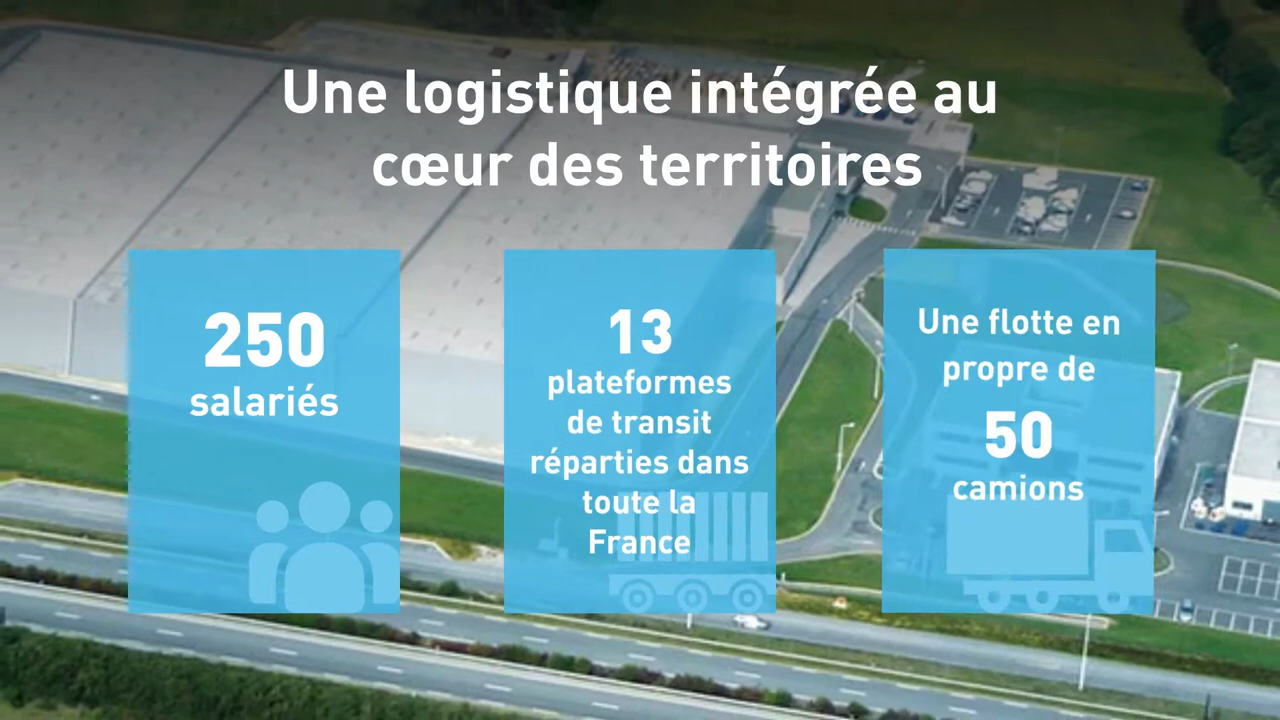 Une logistique intégrée au
cœur des territoires
250
salariés
13
plateformes
de transit
réparties dans
toute la
France
Une flotte en
propre de
50
camions